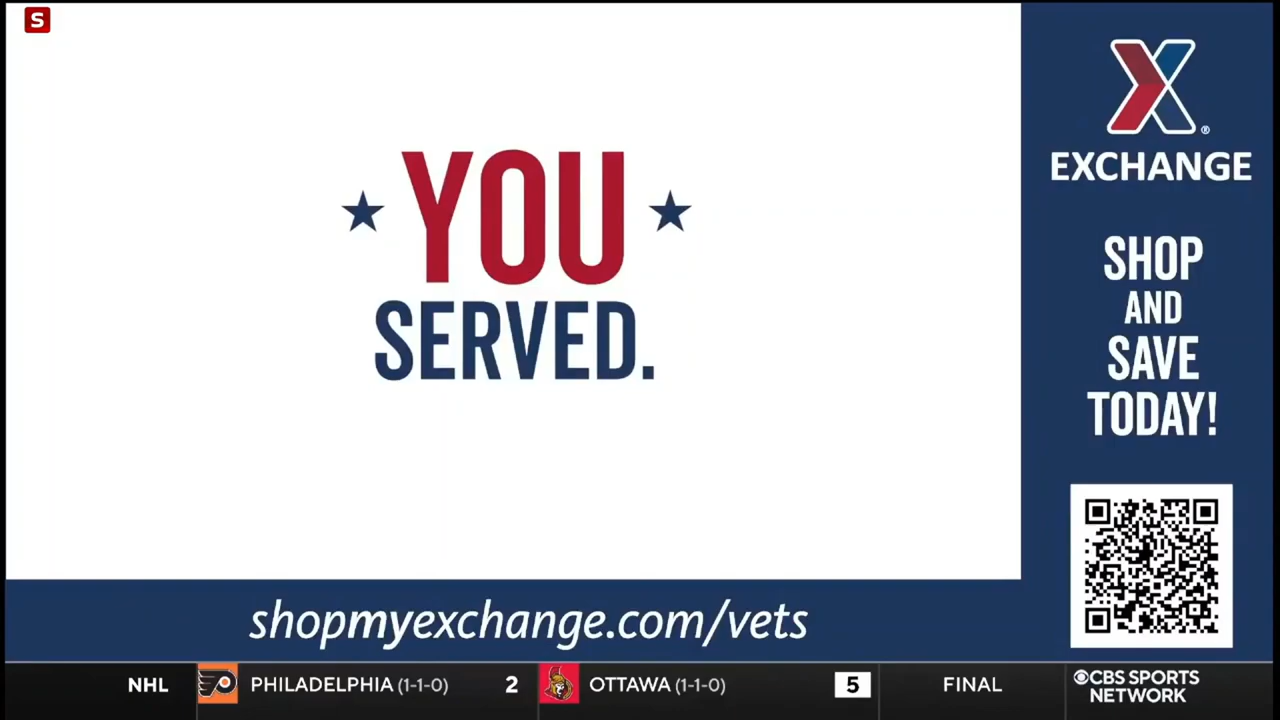 S
YOU
SERVED.
EXCHANGE
SHOP
AND
SAVE
TODAY!
shopmyexchange.com/vets
NHL PHILADELPHIA (1-1-0) 2 OTTAWA (1-1-0) 5 FINAL CBS SPORTS NETWORK